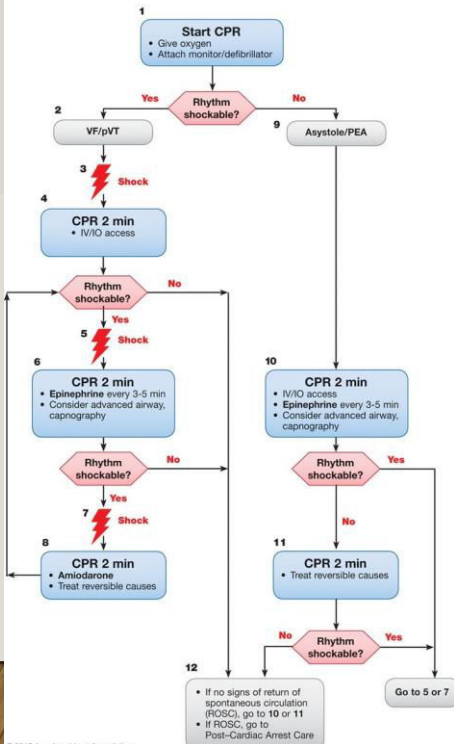 1
Start CPR
• Give oxygen
• Attach monitor/defibrillator
Yes
Rhythm
shockable?
No
2
VF/pVT
9
Asystole/PEA
3
Shock
4
CPR 2 min
• IV/IO access
Rhythm
shockable?
No
Yes
5
Shock
6
CPR 2 min
• Epinephrine every 3-5 min
• Consider advanced airway,
capnography
10
CPR 2 min
• IV/IO access
• Epinephrine every 3-5 min
• Consider advanced airway,
capnography
Rhythm
shockable?
No
Yes
7
Shock
Rhythm
shockable?
Yes
No
8
CPR 2 min
• Amiodarone
• Treat reversible causes
11
CPR 2 min
• Treat reversible causes
No
Rhythm
shockable?
Yes
12
• If no signs of return of
spontaneous circulation
(ROSC), go to 10 or 11
• If ROSC, go to
Post–Cardiac Arrest Care
Go to 5 or 7